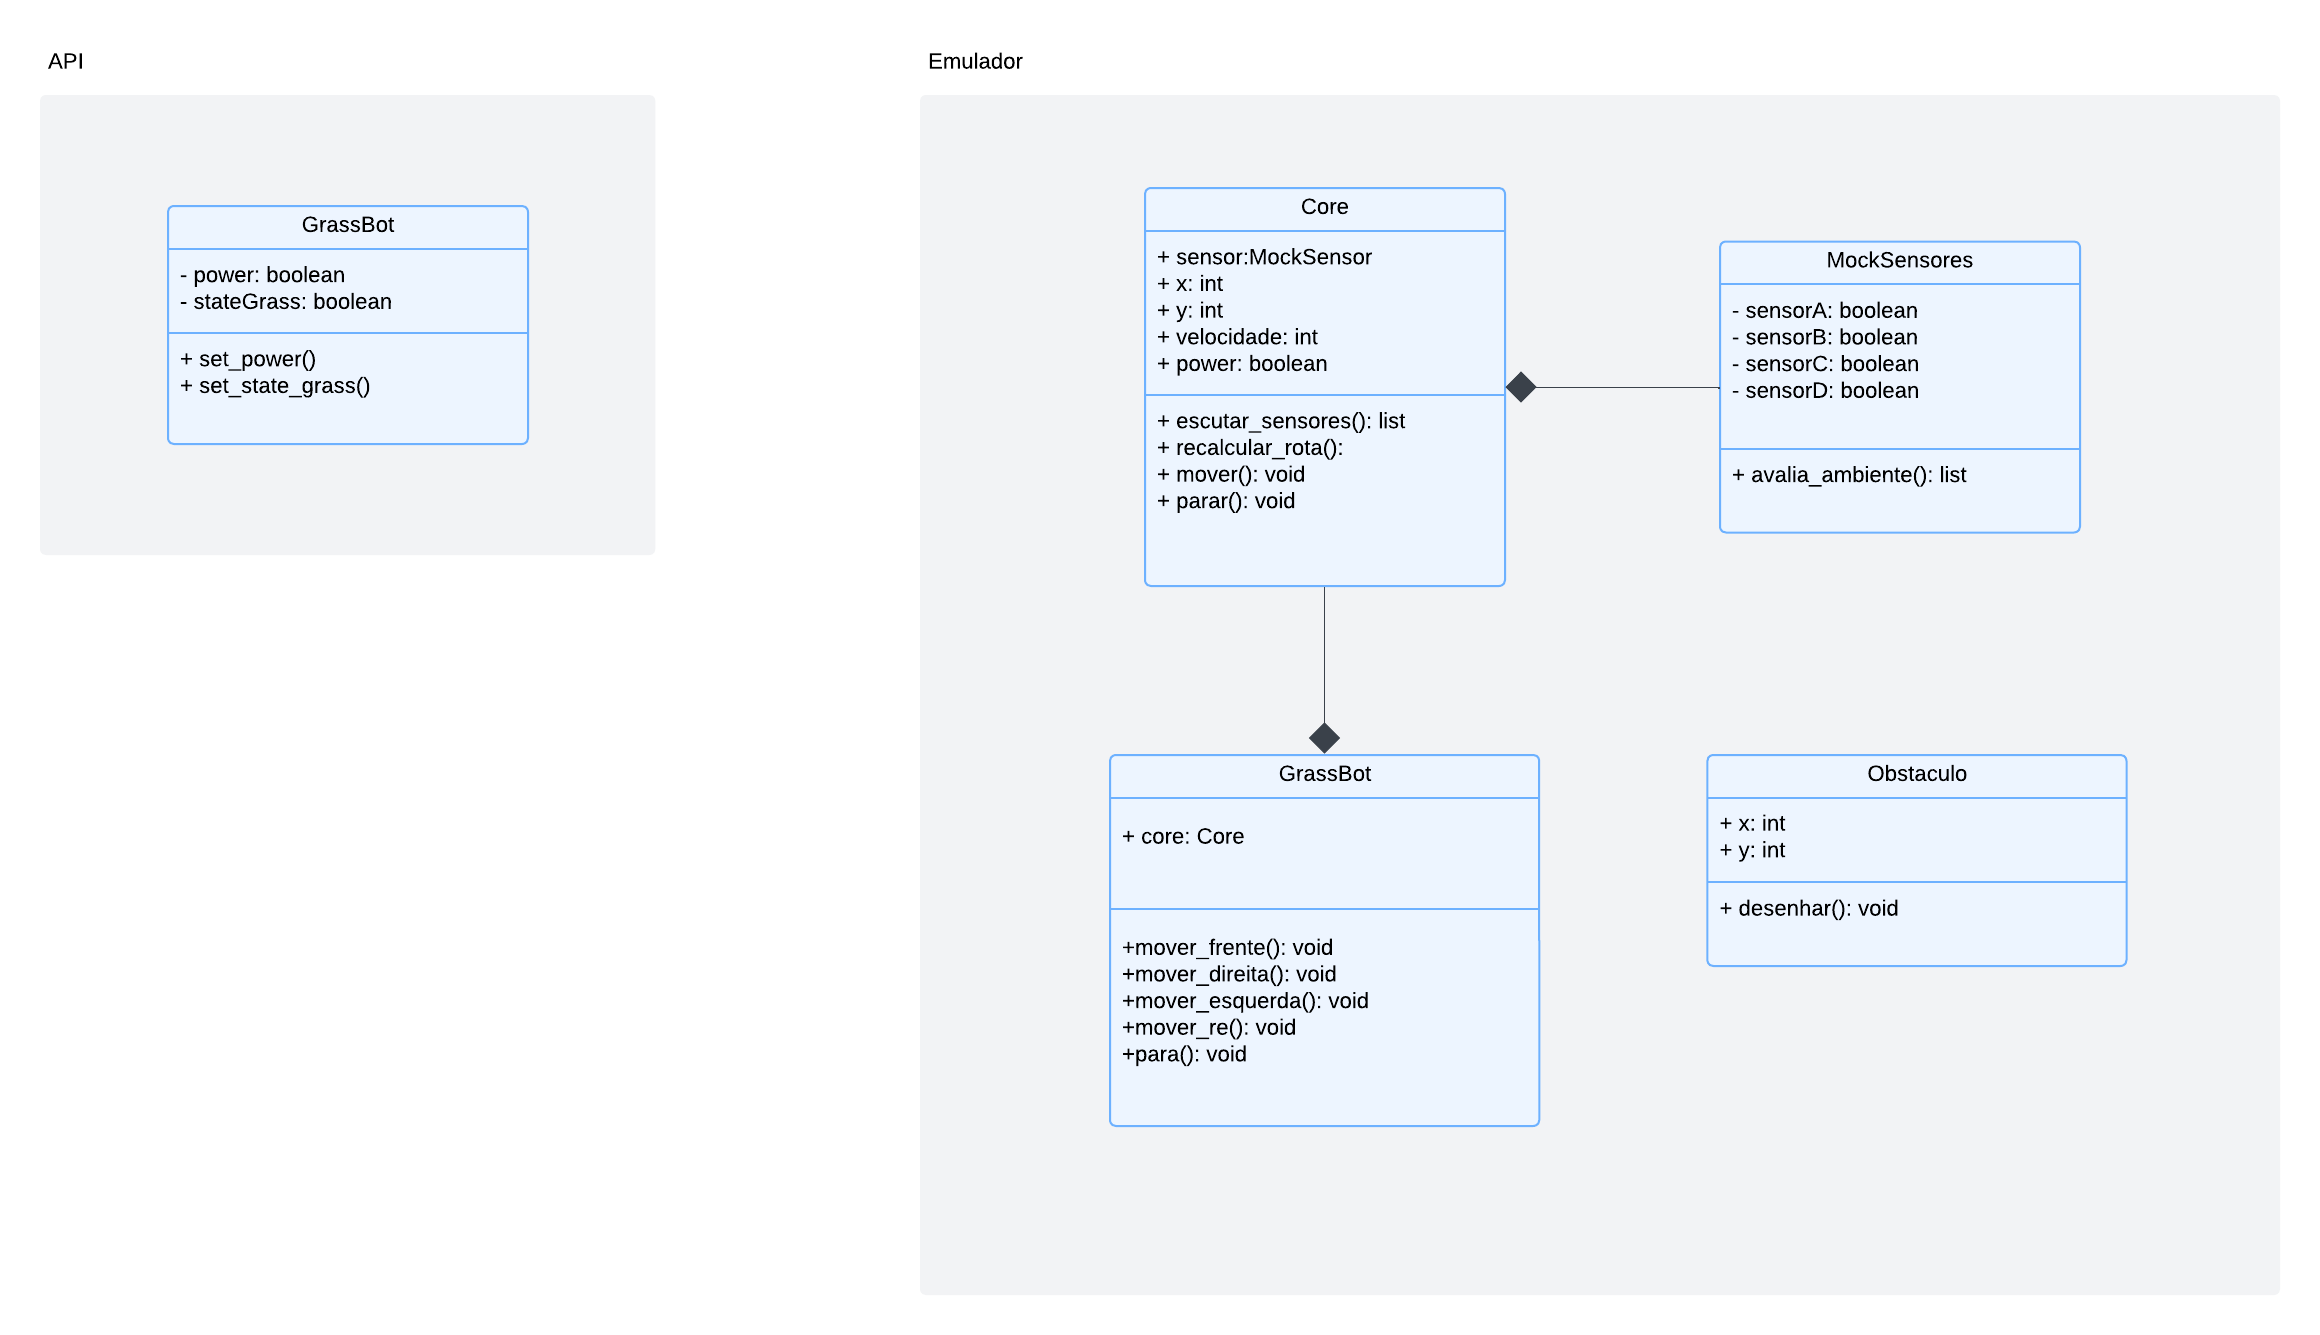 API
GrassBot
- power: boolean
- stateGrass: boolean
+ set_power()
+ set_state_grass()
Emulador
Core
+ sensor:MockSensor
+ x: int
+ y: int
+ velocidade: int
+ power: boolean
+ escutar_sensores(): list
+ recalcular_rota():
+ mover(): void
+ parar(): void
MockSensores
- sensorA: boolean
- sensorB: boolean
- sensorC: boolean
- sensorD: boolean
+ avalia_ambiente(): list
GrassBot
+ core: Core
+mover_frente(): void
+mover_direita(): void
+mover_esquerda(): void
+mover_re(): void
+para(): void
Obstaculo
+ x: int
+ y: int
+ desenhar(): void